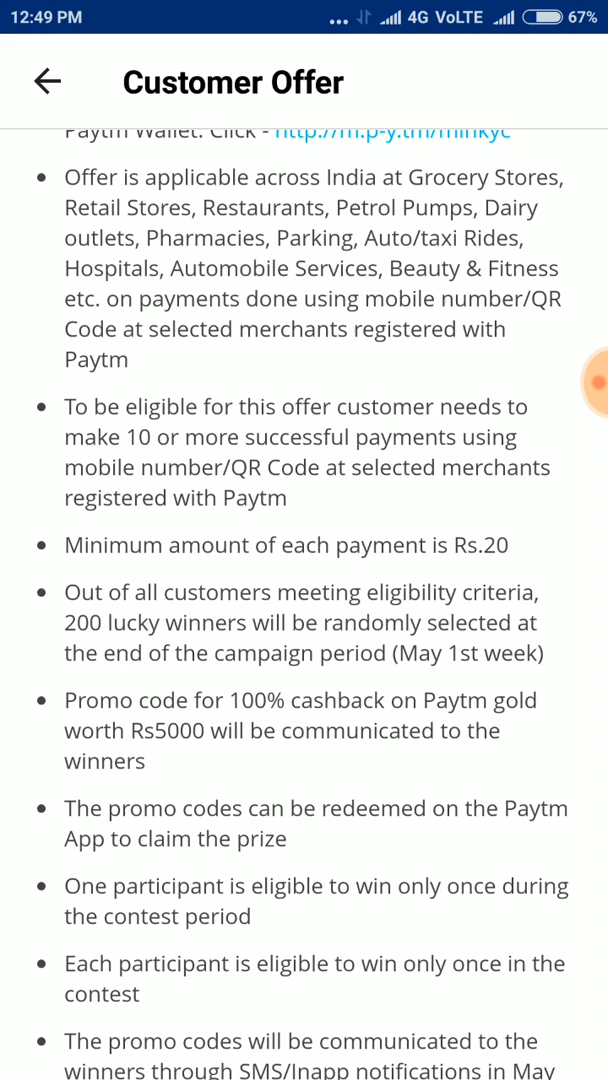 12:49 PM ... 4G VoLTE 67%
Customer Offer
Paytm Wallet. Click - http://m.p-y.tm/minkyc
• Offer is applicable across India at Grocery Stores,
Retail Stores, Restaurants, Petrol Pumps, Dairy
outlets, Pharmacies, Parking, Auto/taxi Rides,
Hospitals, Automobile Services, Beauty & Fitness
etc. on payments done using mobile number/QR
Code at selected merchants registered with
Paytm
• To be eligible for this offer customer needs to
make 10 or more successful payments using
mobile number/QR Code at selected merchants
registered with Paytm
• Minimum amount of each payment is Rs.20
• Out of all customers meeting eligibility criteria,
200 lucky winners will be randomly selected at
the end of the campaign period (May 1st week)
• Promo code for 100% cashback on Paytm gold
worth Rs5000 will be communicated to the
winners
• The promo codes can be redeemed on the Paytm
App to claim the prize
• One participant is eligible to win only once during
the contest period
• Each participant is eligible to win only once in the
contest
• The promo codes will be communicated to the
winners through SMS/Inapp notifications in May